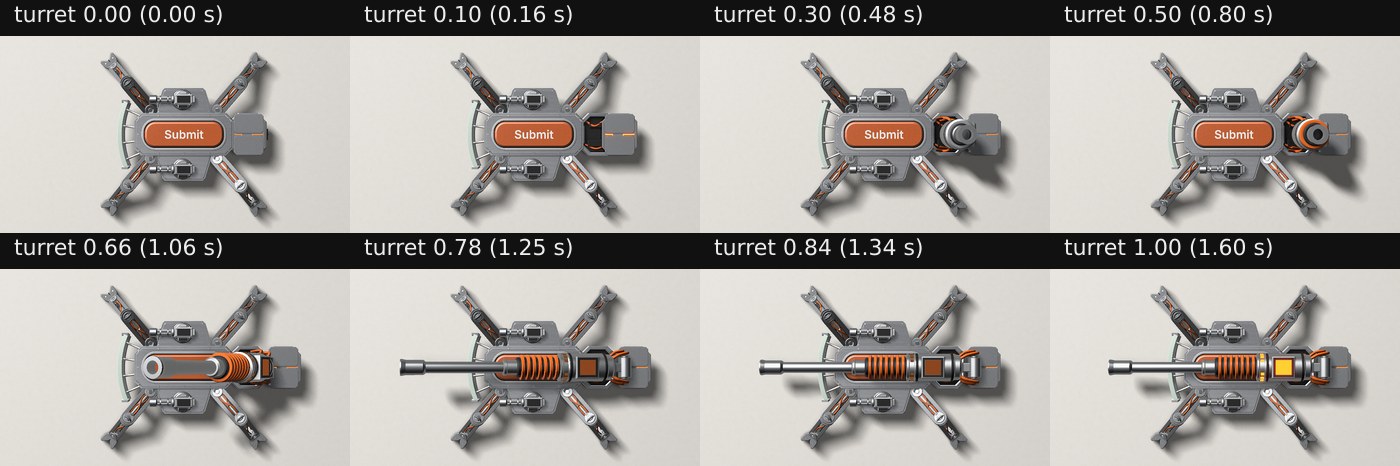 turret 0.00 (0.00 s)
turret 0.10 (0.16 s)
turret 0.30 (0.48 s)
turret 0.50 (0.80 s)
Submit
Submit
Submit
Submit
turret 0.66 (1.06 s)
turret 0.78 (1.25 s)
turret 0.84 (1.34 s)
turret 1.00 (1.60 s)